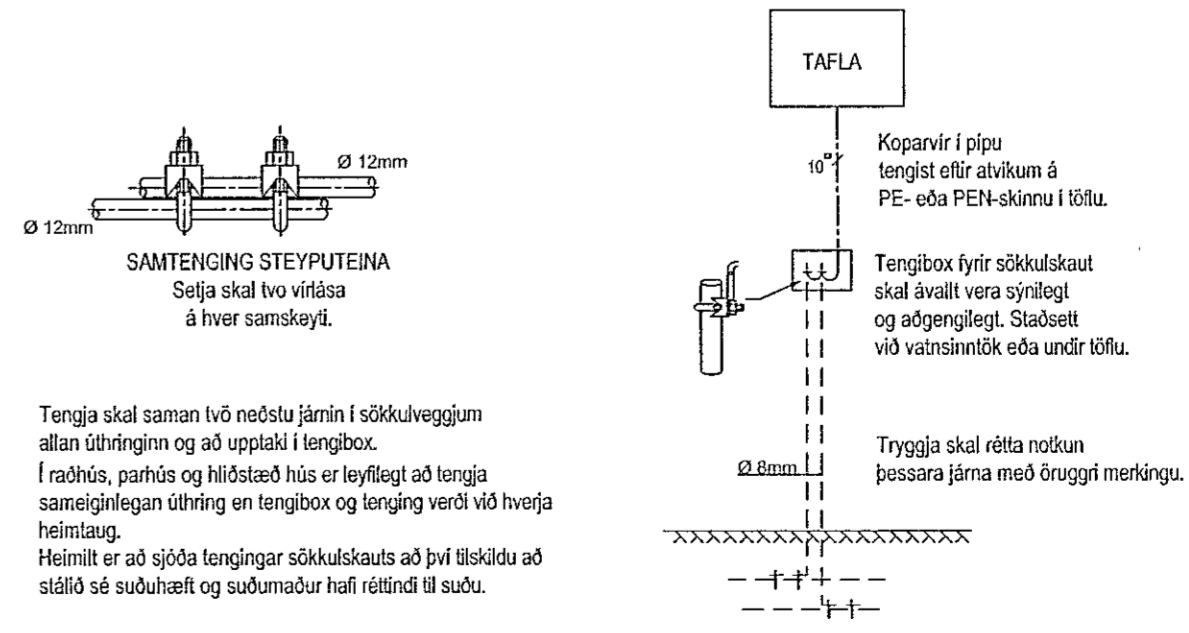 Ø 12mm
Ø 12mm
SAMTENGING STEYPUTEINA
Setja skal tvo vírlása
á hver samskeyti.
Tengja skal saman tvö neðstu járnin í sökkulveggjum
allan úthringinn og að upptaki í tengibox.
Í raðhús, parhús og hliðstæð hús er leyfilegt að tengja
sameiginlegan úthring en tengibox og tenging verði við hverja
heimtaug.
Heimilt er að sjóða tengingar sökkulskauts að því tilskildu að
stálið sé suðuhæft og suðumaður hafi réttindi til suðu.
TAFLA
10
Koparvír í pípu
tengist eftir atvikum á
PE- eða PEN-skinnu í töflu.
Tengibox fyrir sökkulskaut
skal ávallt vera sýnilegt
og aðgengilegt. Staðsett
við vatnsinntök eða undir töflu.
Ø 8mm
Tryggja skal rétta notkun
þessara járna með öruggri merkingu.